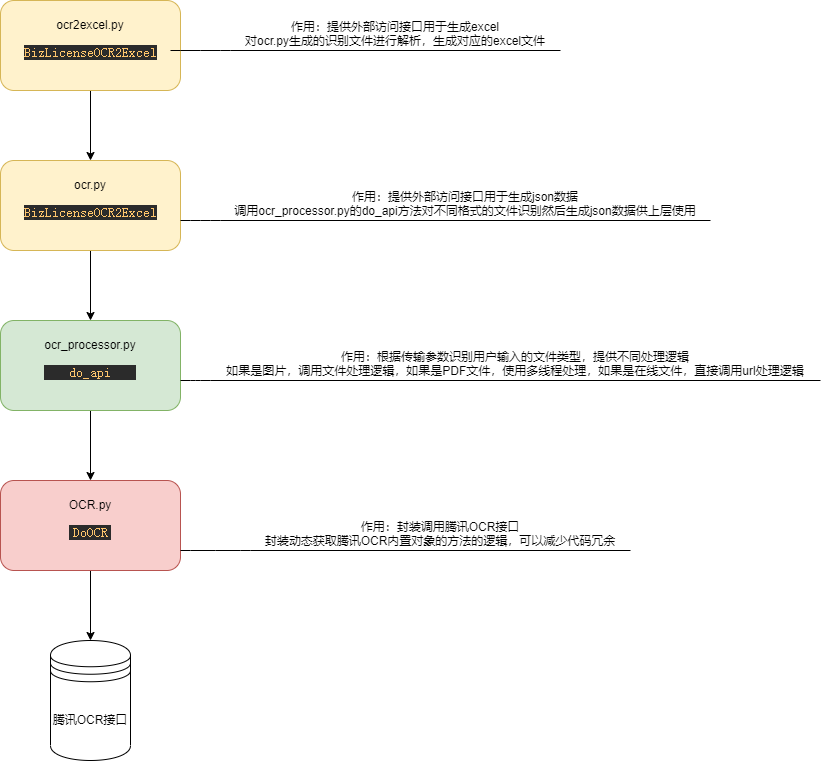 ocr2excel.py
BizLicenseOCR2Excel
作用：提供外部访问接口用于生成excel
对ocr.py生成的识别文件进行解析，生成对应的excel文件
ocr.py
BizLicenseOCR2Excel
作用：提供外部访问接口用于生成json数据
调用ocr_processor.py的do_api方法对不同格式的文件识别然后生成json数据供上层使用
ocr_processor.py
do_api
作用：根据传输参数识别用户输入的文件类型，提供不同处理逻辑
如果是图片，调用文件处理逻辑，如果是PDF文件，使用多线程处理，如果是在线文件，直接调用url处理逻辑
OCR.py
DoOCR
作用：封装调用腾讯OCR接口
封装动态获取腾讯OCR内置对象的方法的逻辑，可以减少代码冗余
腾讯OCR接口